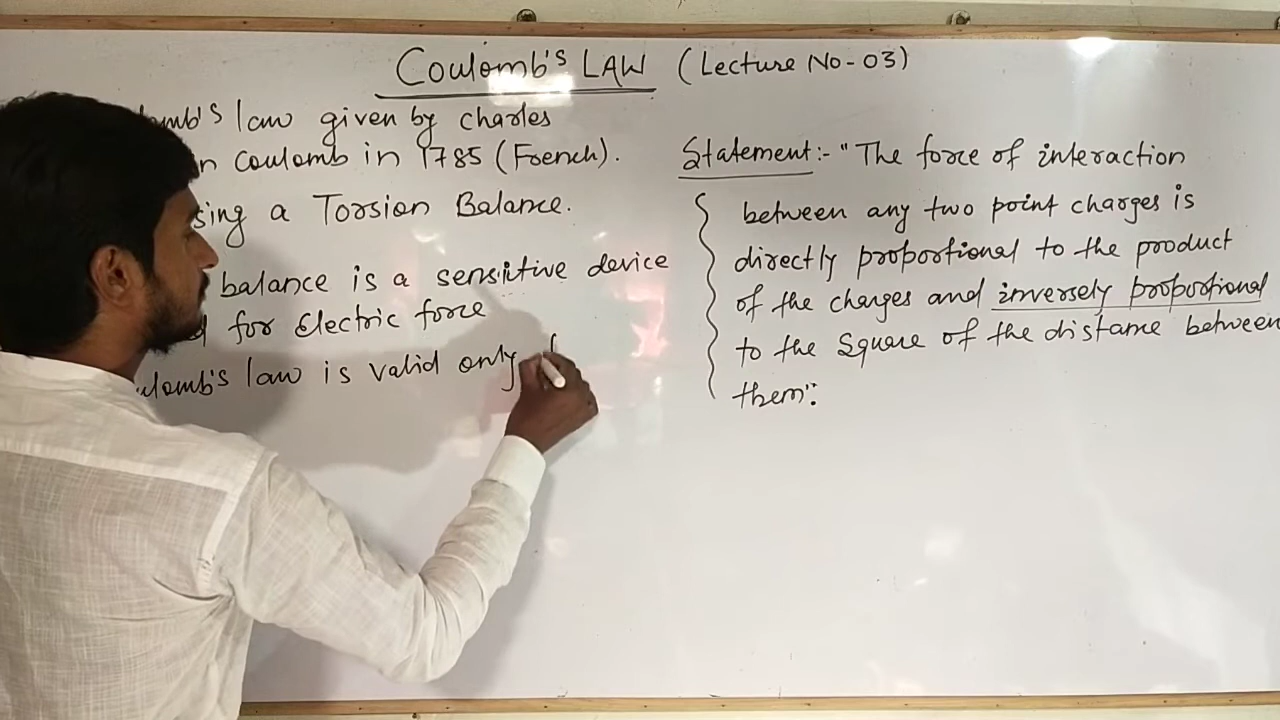 Coulomb's LAW (Lecture No-03)
omb's law given by charles
n Coulomb in 1785 (French).
sing a Torsion Balance.
balance is a sensitive device
for Electric force
ulomb's law is valid only f
Statement:- "The force of interaction
between any two point charges is
directly proportional to the product
of the charges and inversely proportional
to the Square of the distance between
them".